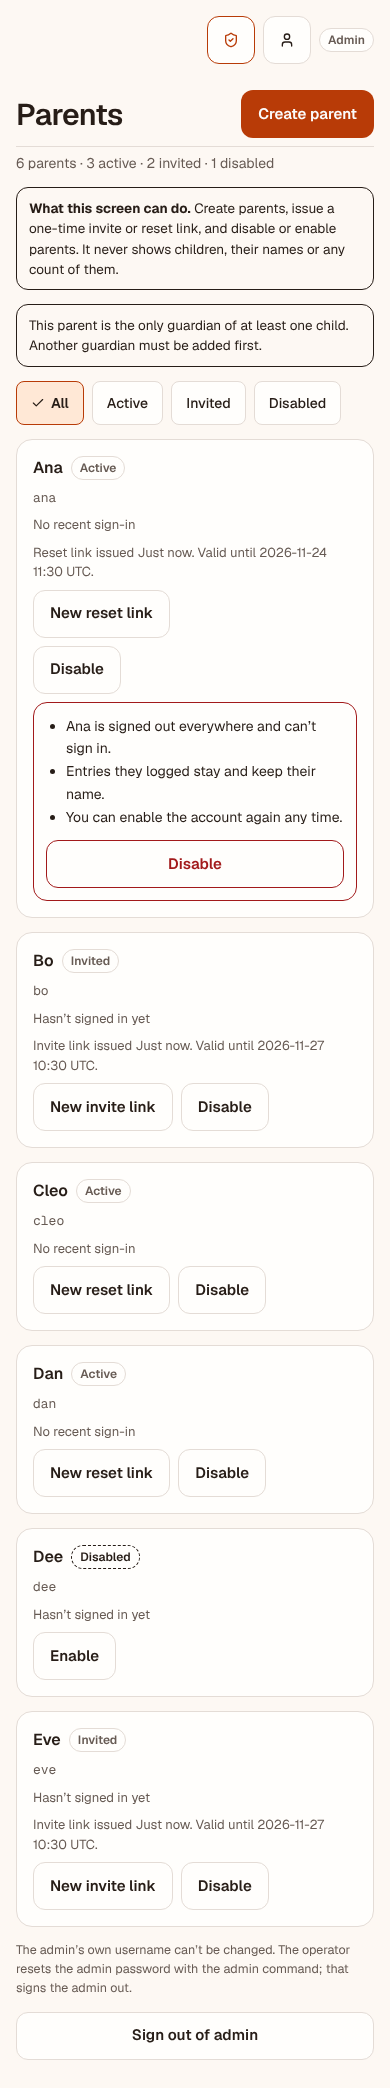 Admin
Parents
Create parent
6 parents · 3 active · 2 invited · 1 disabled
What this screen can do. Create parents, issue a
one-time invite or reset link, and disable or enable
parents. It never shows children, their names or any
count of them.
This parent is the only guardian of at least one child.
Another guardian must be added first.
All
Active
Invited
Disabled
Ana Active
ana
No recent sign-in
Reset link issued Just now. Valid until 2026-11-24
11:30 UTC.
New reset link
Disable
Ana is signed out everywhere and can’t
sign in.
Entries they logged stay and keep their
name.
You can enable the account again any time.
Disable
Bo Invited
bo
Hasn’t signed in yet
Invite link issued Just now. Valid until 2026-11-27
10:30 UTC.
New invite link Disable
Cleo Active
cleo
No recent sign-in
New reset link Disable
Dan Active
dan
No recent sign-in
New reset link Disable
Dee Disabled
dee
Hasn’t signed in yet
Enable
Eve Invited
eve
Hasn’t signed in yet
Invite link issued Just now. Valid until 2026-11-27
10:30 UTC.
New invite link Disable
The admin’s own username can’t be changed. The operator
resets the admin password with the admin command; that
signs the admin out.
Sign out of admin